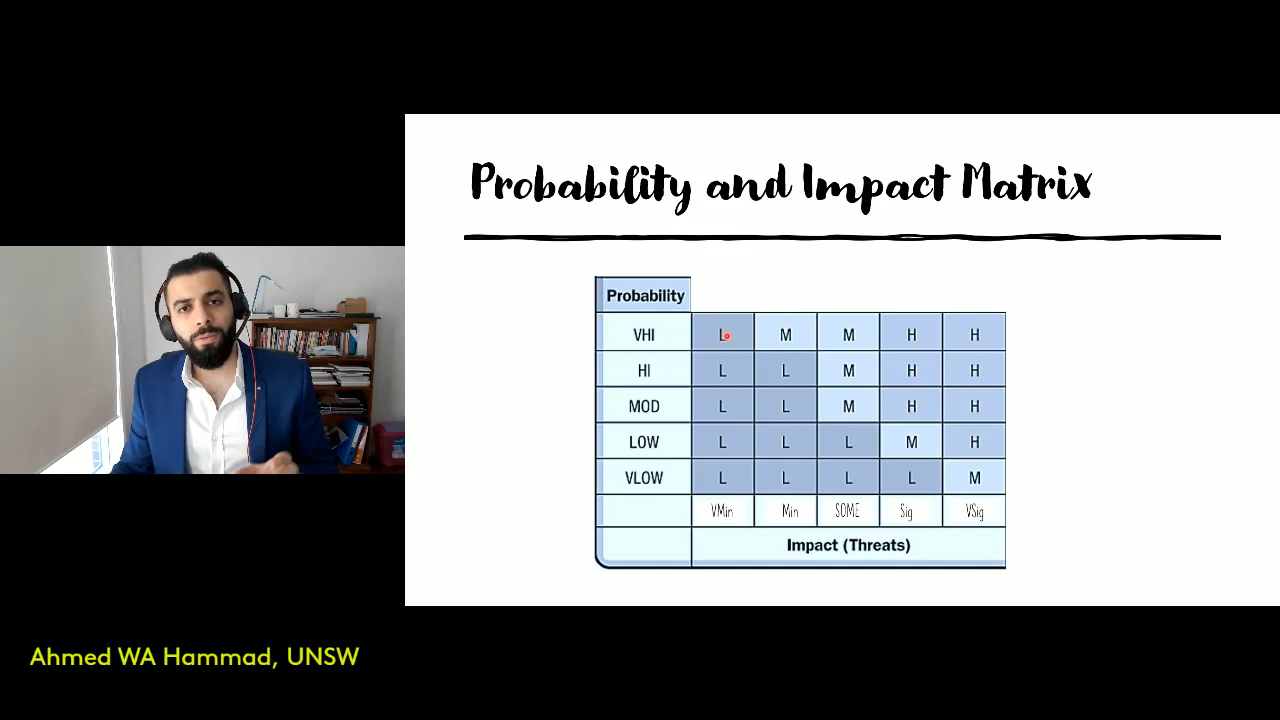 Probability and Impact Matrix
Probability
VHI L M M H H
HI L L M H H
MOD L L M H H
LOW L L L M H
VLOW L L L L M
VMin Min SOME Sig VSig
Impact (Threats)
Ahmed WA Hammad, UNSW